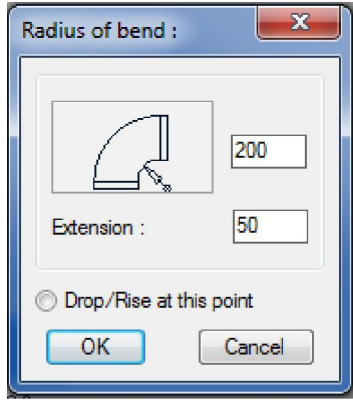 Radius of bend :
200
Extension :
50
Drop/Rise at this point
OK
Cancel